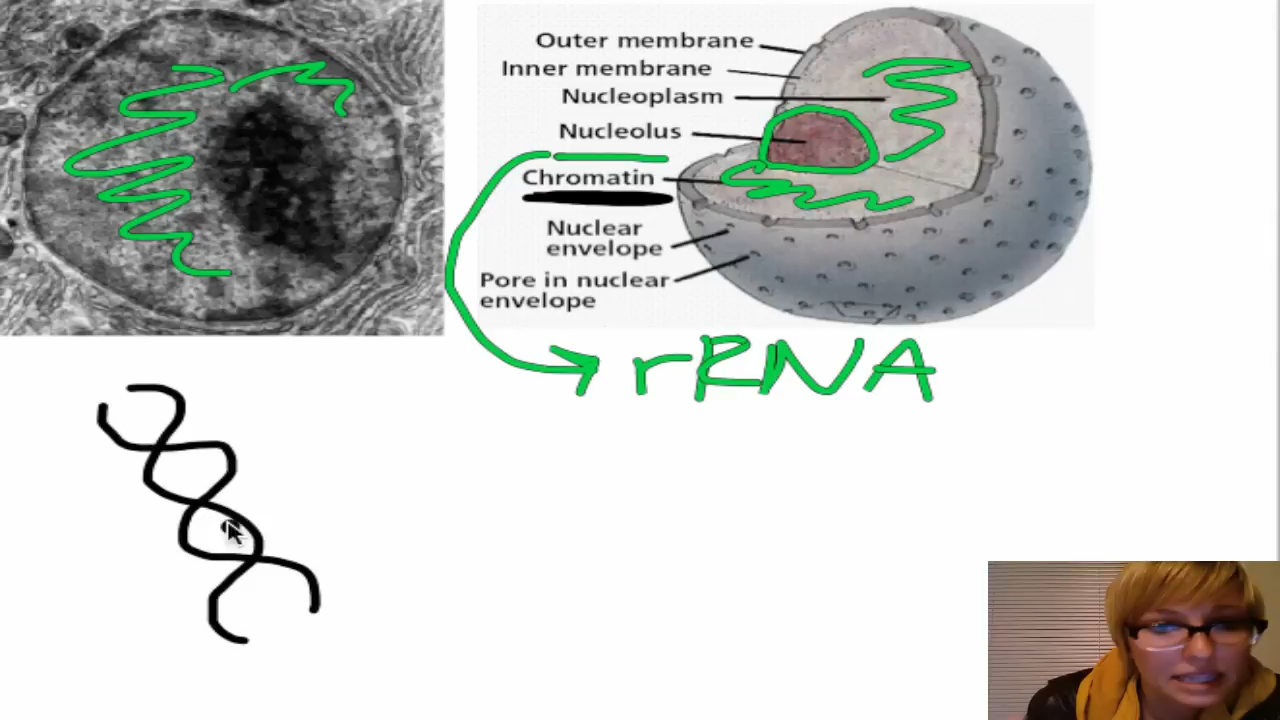 Outer membrane
Inner membrane
Nucleoplasm
Nucleolus
Chromatin
Nuclear
envelope
Pore in nuclear
envelope
rRNA